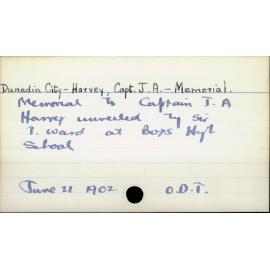 Dunedin City - Harvey, Capt. J. A. - Memorial.
Memorial to Captain J. A
Harvey unveiled by Sir
J. Ward at Boys High
School
June 21 1902 O.D.T.